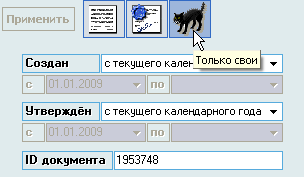 Применить
Только свои
Создан с текущего кален
с 01.01.2009 по
Утверждён с текущего календарного года
с 01.01.2009 по
ID документа 1953748